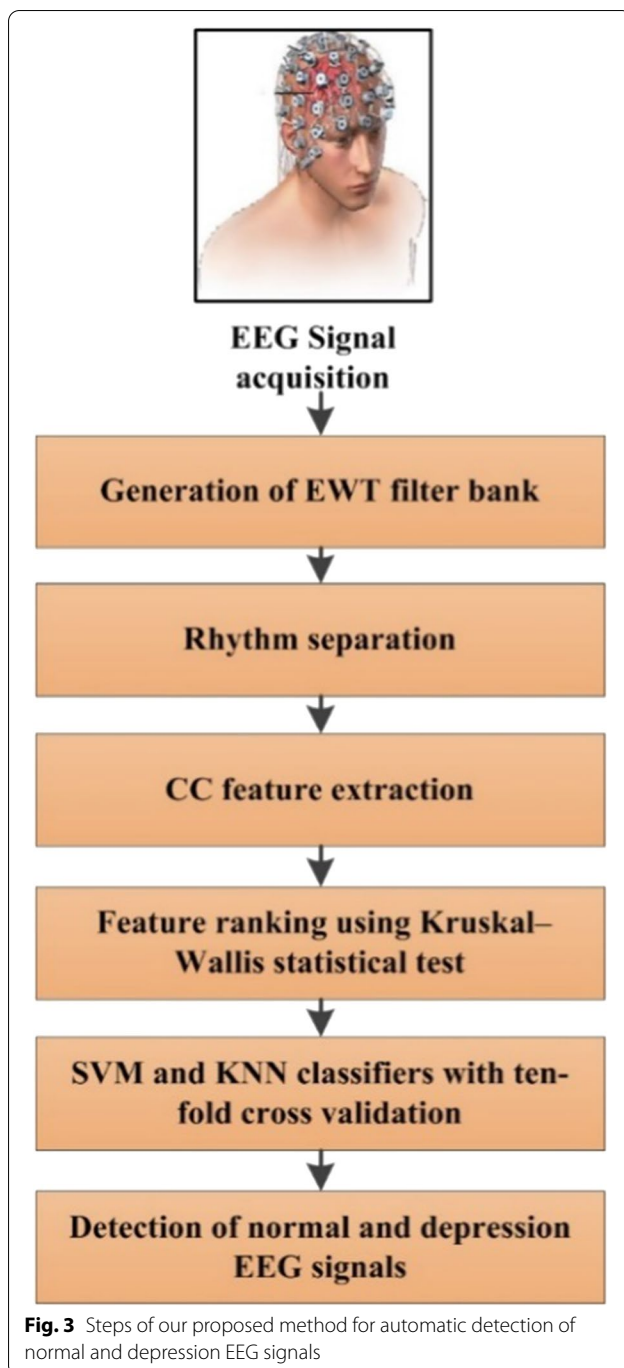 EEG Signal
acquisition
Generation of EWT filter bank
Rhythm separation
CC feature extraction
Feature ranking using Kruskal–
Wallis statistical test
SVM and KNN classifiers with ten-
fold cross validation
Detection of normal and depression
EEG signals
Fig. 3 Steps of our proposed method for automatic detection of
normal and depression EEG signals